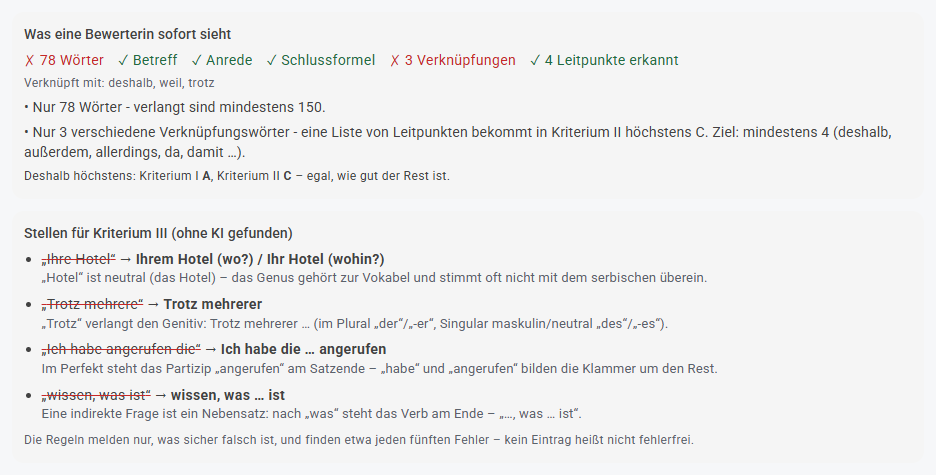 Was eine Bewerterin sofort sieht
✗ 78 Wörter ✓ Betreff ✓ Anrede ✓ Schlussformel ✗ 3 Verknüpfungen ✓ 4 Leitpunkte erkannt
Verknüpft mit: deshalb, weil, trotz
• Nur 78 Wörter - verlangt sind mindestens 150.
• Nur 3 verschiedene Verknüpfungswörter - eine Liste von Leitpunkten bekommt in Kriterium II höchstens C. Ziel: mindestens 4 (deshalb,
außerdem, allerdings, da, damit …).
Deshalb höchstens: Kriterium I A, Kriterium II C – egal, wie gut der Rest ist.
Stellen für Kriterium III (ohne KI gefunden)
• „Ihre Hotel“ → Ihrem Hotel (wo?) / Ihr Hotel (wohin?)
„Hotel“ ist neutral (das Hotel) – das Genus gehört zur Vokabel und stimmt oft nicht mit dem serbischen überein.
• „Trotz mehrere“ → Trotz mehrerer
„Trotz“ verlangt den Genitiv: Trotz mehrerer … (im Plural „der“/„-er“, Singular maskulin/neutral „des“/„-es“).
• „Ich habe angerufen die“ → Ich habe die … angerufen
Im Perfekt steht das Partizip „angerufen“ am Satzende – „habe“ und „angerufen“ bilden die Klammer um den Rest.
• „wissen, was ist“ → wissen, was … ist
Eine indirekte Frage ist ein Nebensatz: nach „was“ steht das Verb am Ende – „…, was … ist“.
Die Regeln melden nur, was sicher falsch ist, und finden etwa jeden fünften Fehler – kein Eintrag heißt nicht fehlerfrei.